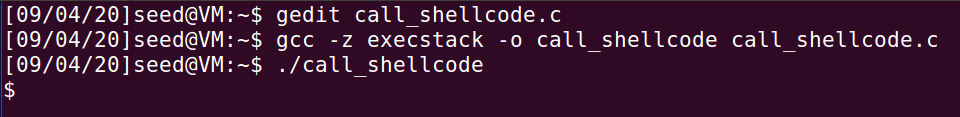 [09/04/20]seed@VM:~$ gedit call_shellcode.c
[09/04/20]seed@VM:~$ gcc -z execstack -o call_shellcode call_shellcode.c
[09/04/20]seed@VM:~$ ./call_shellcode
$